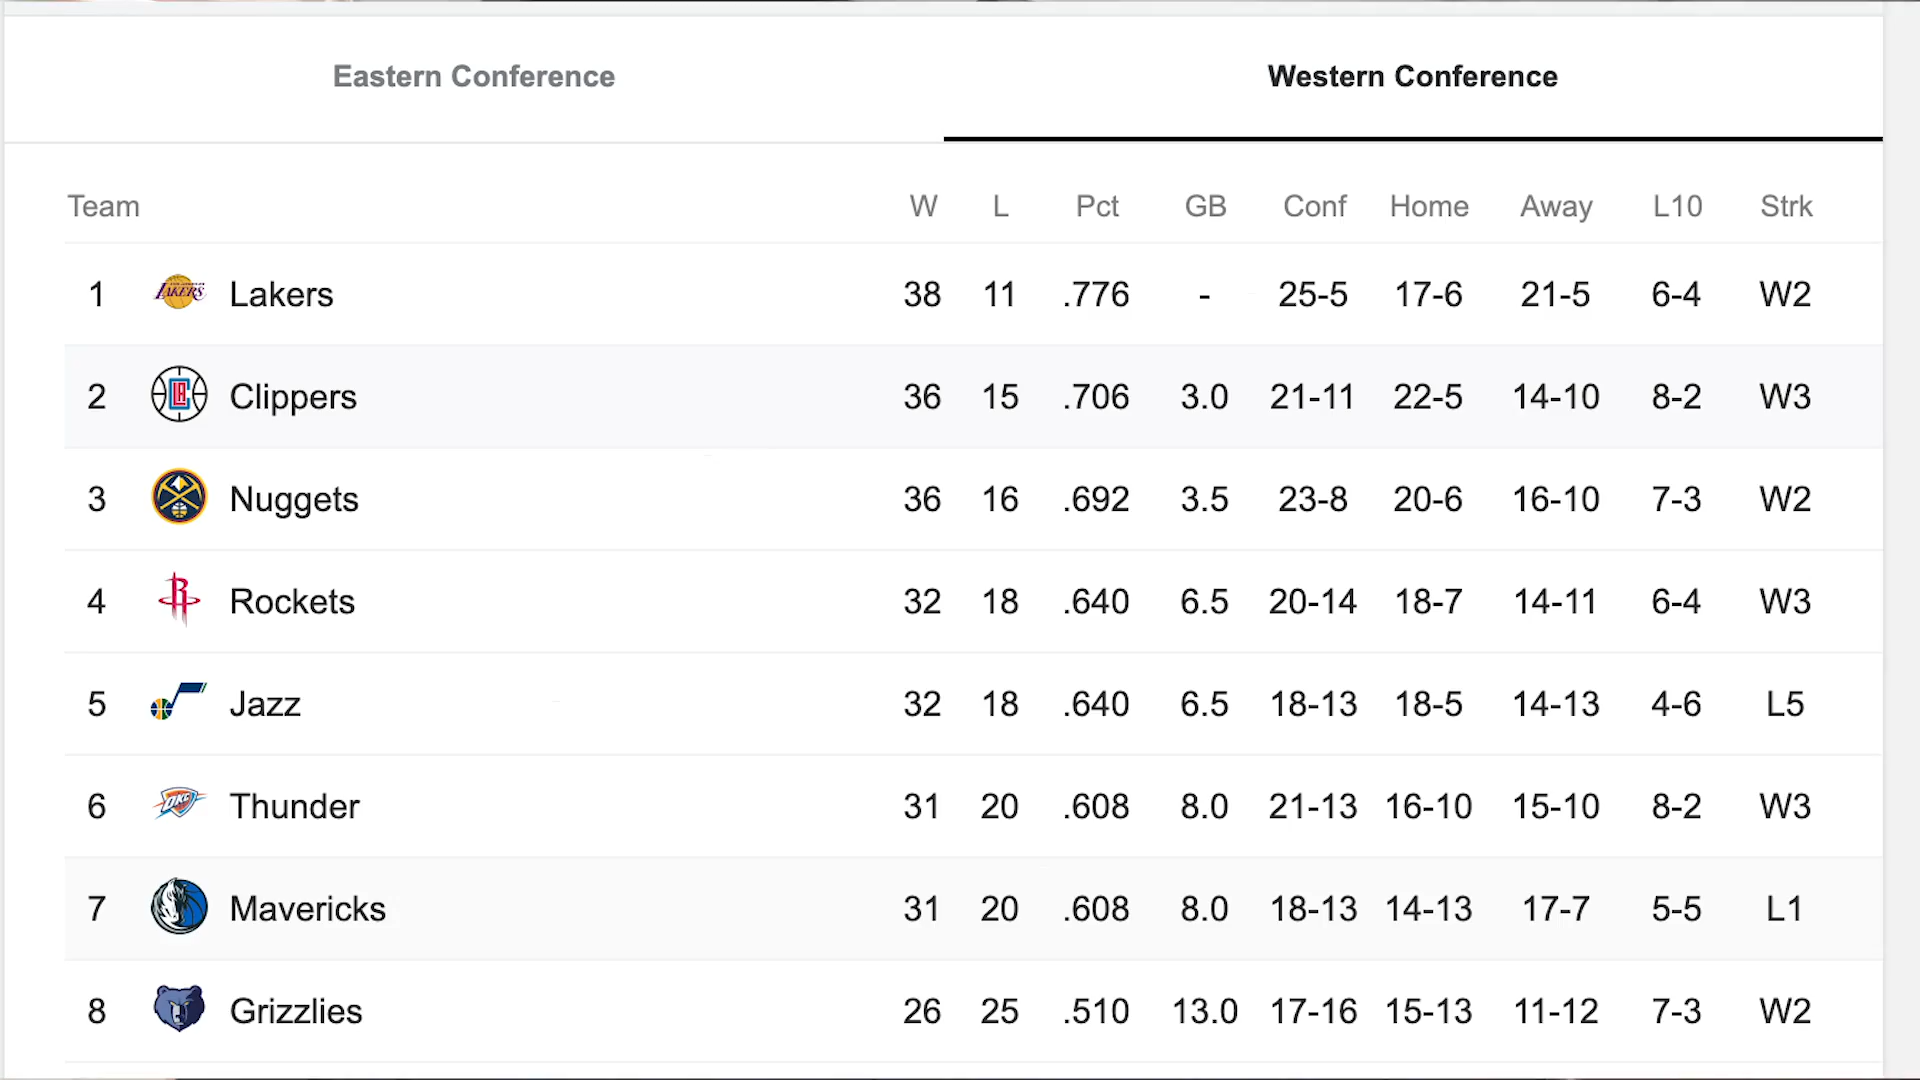 Eastern Conference Western Conference
Team W L Pct GB Conf Home Away L10 Strk
1 LAKERS Lakers 38 11 .776 - 25-5 17-6 21-5 6-4 W2
2 LA Clippers 36 15 .706 3.0 21-11 22-5 14-10 8-2 W3
3 Nuggets 36 16 .692 3.5 23-8 20-6 16-10 7-3 W2
4 R Rockets 32 18 .640 6.5 20-14 18-7 14-11 6-4 W3
5 Jazz 32 18 .640 6.5 18-13 18-5 14-13 4-6 L5
6 OKC Thunder 31 20 .608 8.0 21-13 16-10 15-10 8-2 W3
7 Mavericks 31 20 .608 8.0 18-13 14-13 17-7 5-5 L1
8 Grizzlies 26 25 .510 13.0 17-16 15-13 11-12 7-3 W2